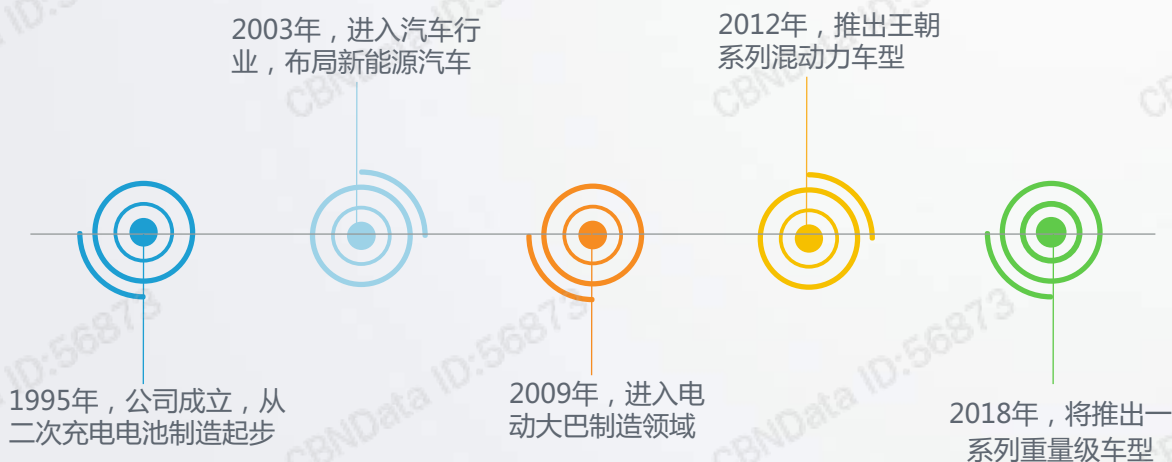 2003年，进入汽车行
业，布局新能源汽车
2012年，推出王朝
系列混动力车型
1995年，公司成立，从
二次充电电池制造起步
2009年，进入电
动大巴制造领域
2018年，将推出一
系列重量级车型
CBNData ID:56873